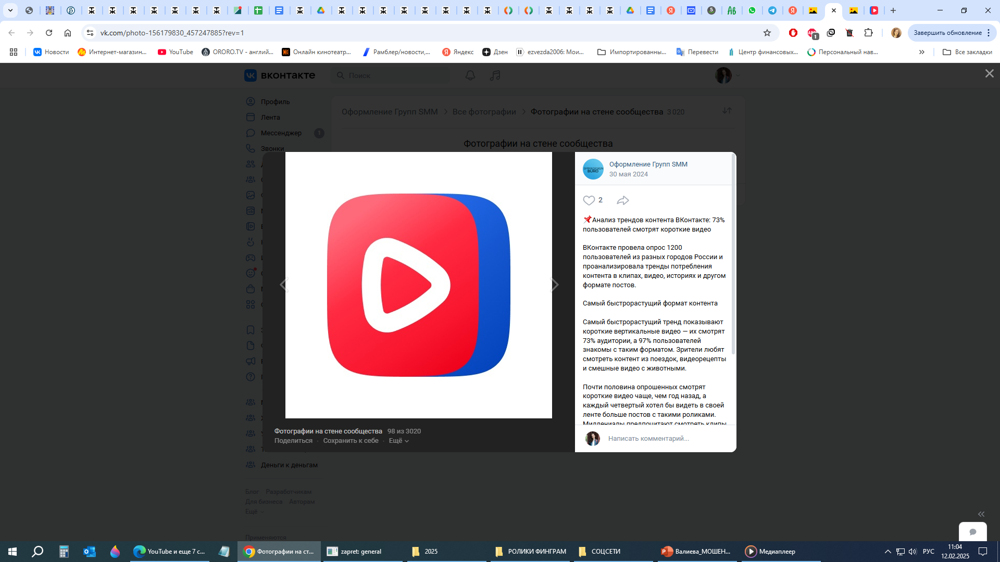 vk.com/photo-156179830_457247885?rev=1
Завершить обновление
Новости
Интернет-магазин...
YouTube
ORORO.TV - англий...
Онлайн кинотеатр...
Рамблер/новости,...
Яндекс
Дзен
ezvezda2006: Мои...
Импортированны...
Перевести
Центр финансовых...
Персональный нав...
Все закладки
вконтакте
Поиск
Профиль
Лента
Мессенджер
1
Звонки
Оформление Групп SMM
Все фотографии
Фотографии на стене сообщества 3 020
Фотографии на стене сообщества
Оформление Групп SMM
30 мая 2024
2
Анализ трендов контента ВКонтакте: 73%
пользователей смотрят короткие видео
ВКонтакте провела опрос 1200
пользователей из разных городов России и
проанализировала тренды потребления
контента в клипах, видео, историях и другом
формате постов.
Самый быстрорастущий формат контента
Самый быстрорастущий тренд показывают
короткие вертикальные видео — их смотрят
73% аудитории, а 97% пользователей
знакомы с таким форматом. Зрители любят
смотреть контент из поездок, видеорецепты
и смешные видео с животными.
Почти половина опрошенных смотрят
короткие видео чаще, чем год назад, а
каждый четвертый хотел бы видеть в своей
ленте больше постов с такими роликами.
Миллениалы предпочитают смотреть клипы
Написать комментарий...
Фотографии на стене сообщества 98 из 3020
Поделиться · Сохранить к себе · Ещё
Деньги к деньгам
Блог Разработчикам
Для бизнеса Авторам
Ещё
Применяются
YouTube и еще 7 с...
Фотографии на ст...
zapret: general
2025
РОЛИКИ ФИНГРАМ
СОЦСЕТИ
Валиева_МОШЕН...
Медиаплеер
РУС
11:04
12.02.2025